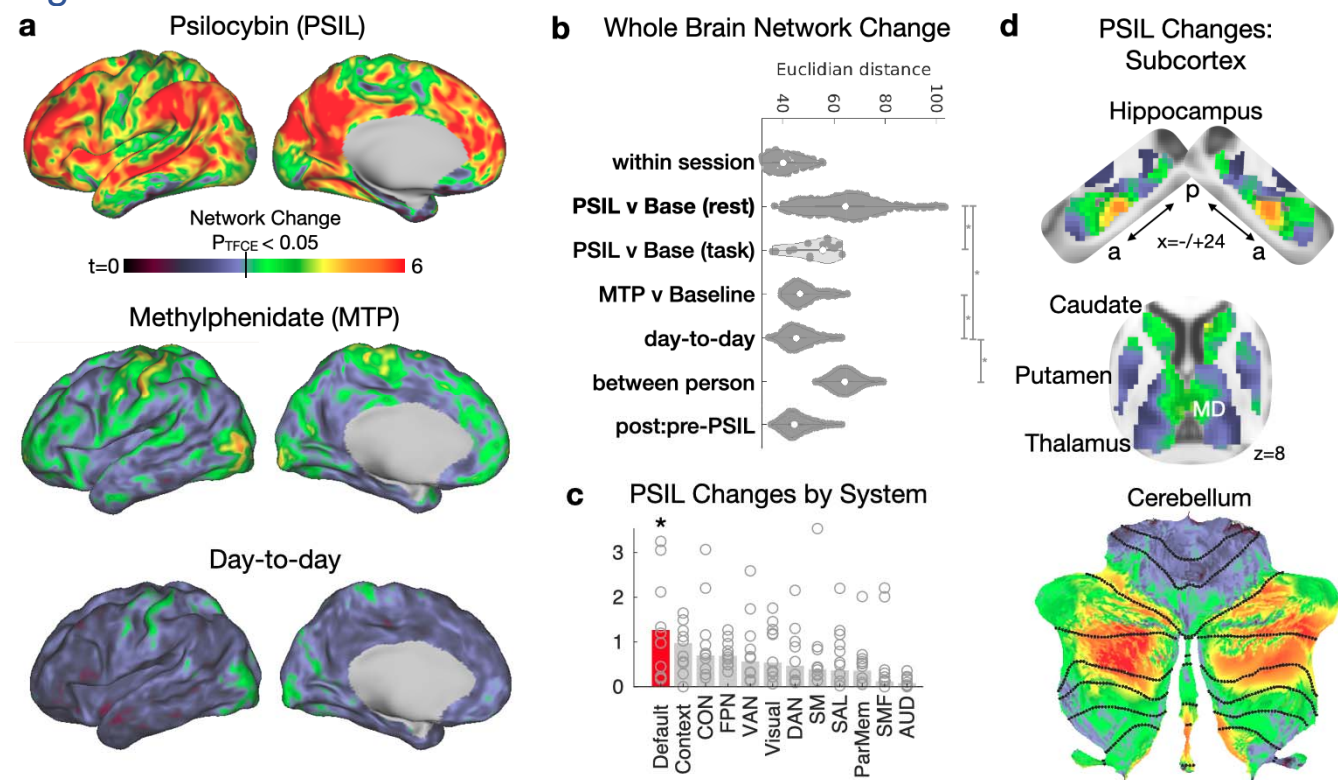 a
Psilocybin (PSIL)
Network Change
PTFCE < 0.05
t=0
6
Methylphenidate (MTP)
Day-to-day
b
Whole Brain Network Change
Euclidian distance
40
60
80
100
within session
PSIL v Base (rest)
PSIL v Base (task)
MTP v Baseline
day-to-day
between person
post:pre-PSIL
*
*
*
*
c
PSIL Changes by System
*
3
2
1
0
Default
Context
CON
FPN
VAN
Visual
DAN
SM
SAL
ParMem
SMF
AUD
d
PSIL Changes:
Subcortex
Hippocampus
p
a
a
x=-/+24
Caudate
Putamen
MD
Thalamus
z=8
Cerebellum